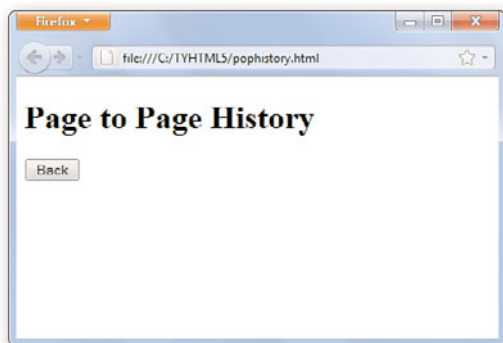 Firefox
file:///C:/TYHTML5/pophistory.html
Page to Page History
Back